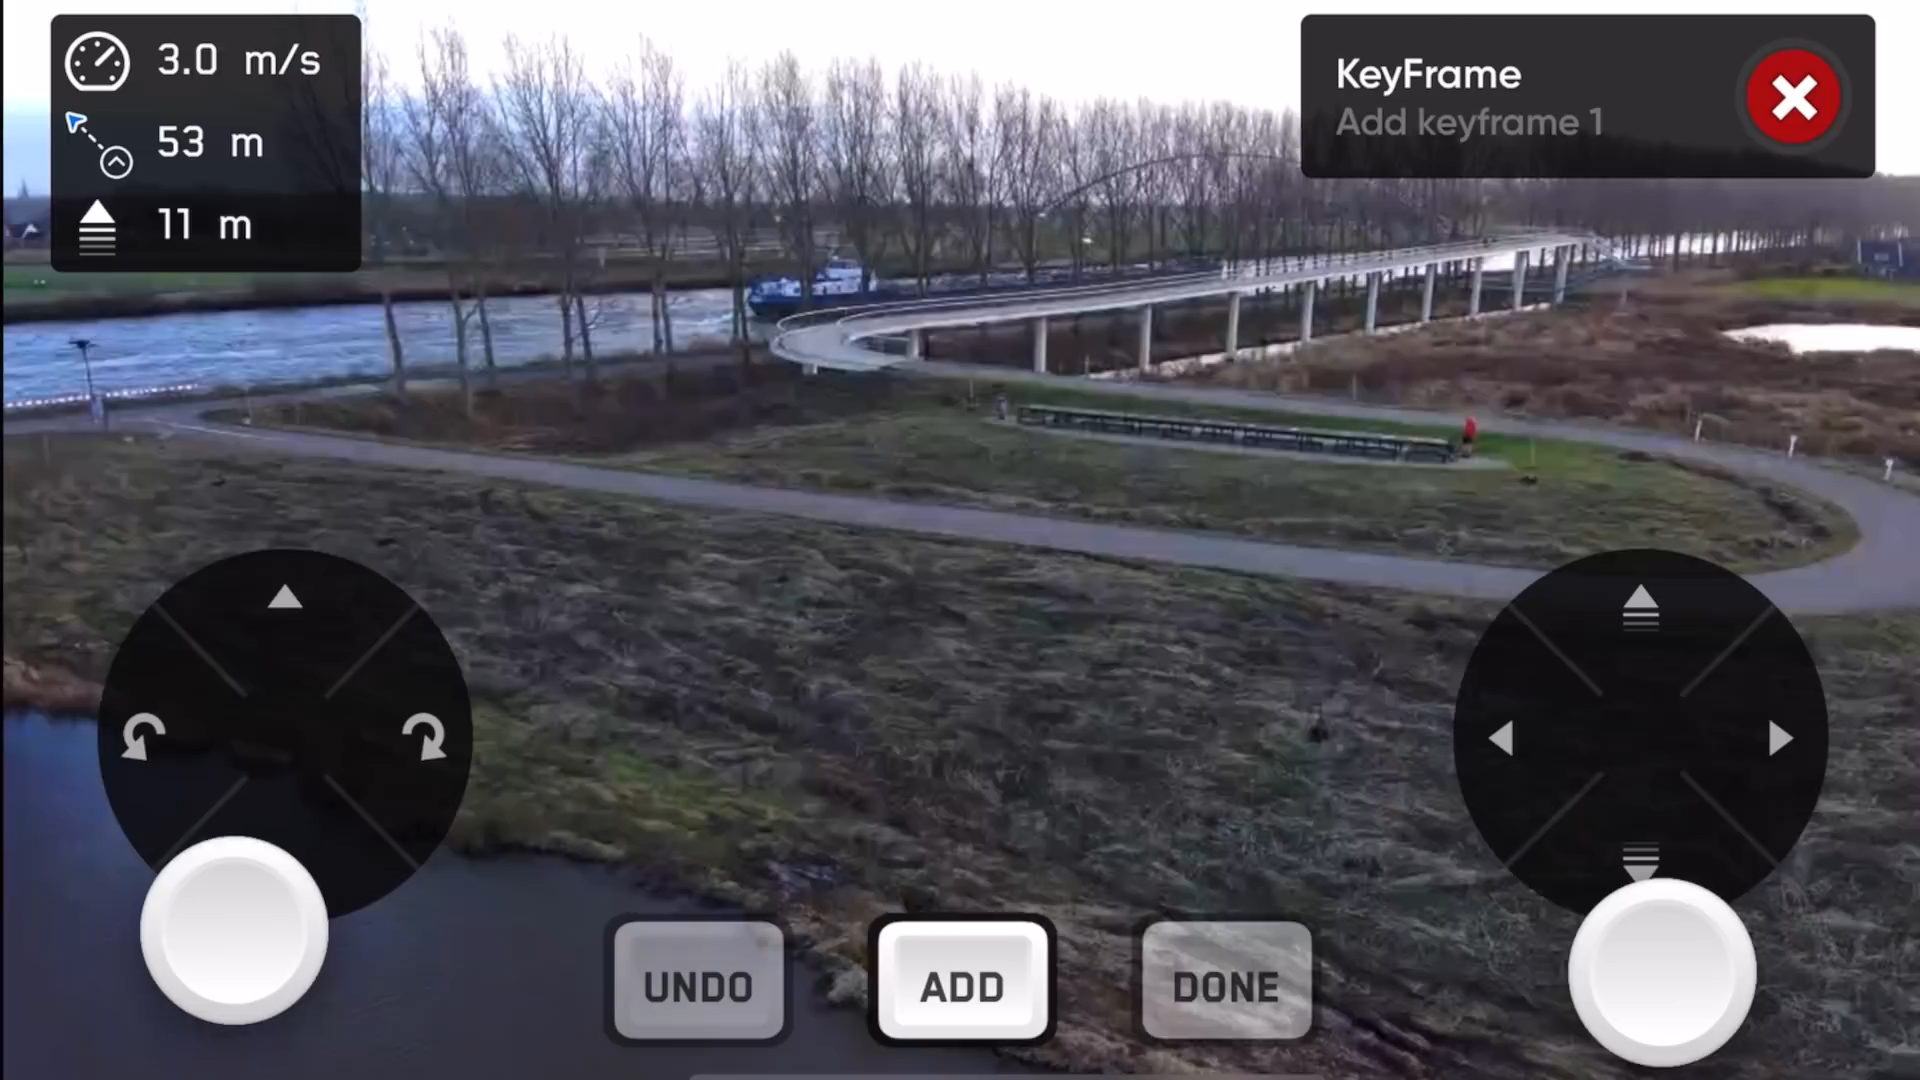 3.0 m/s
53 m
11 m
KeyFrame
Add keyframe 1
UNDO
ADD
DONE